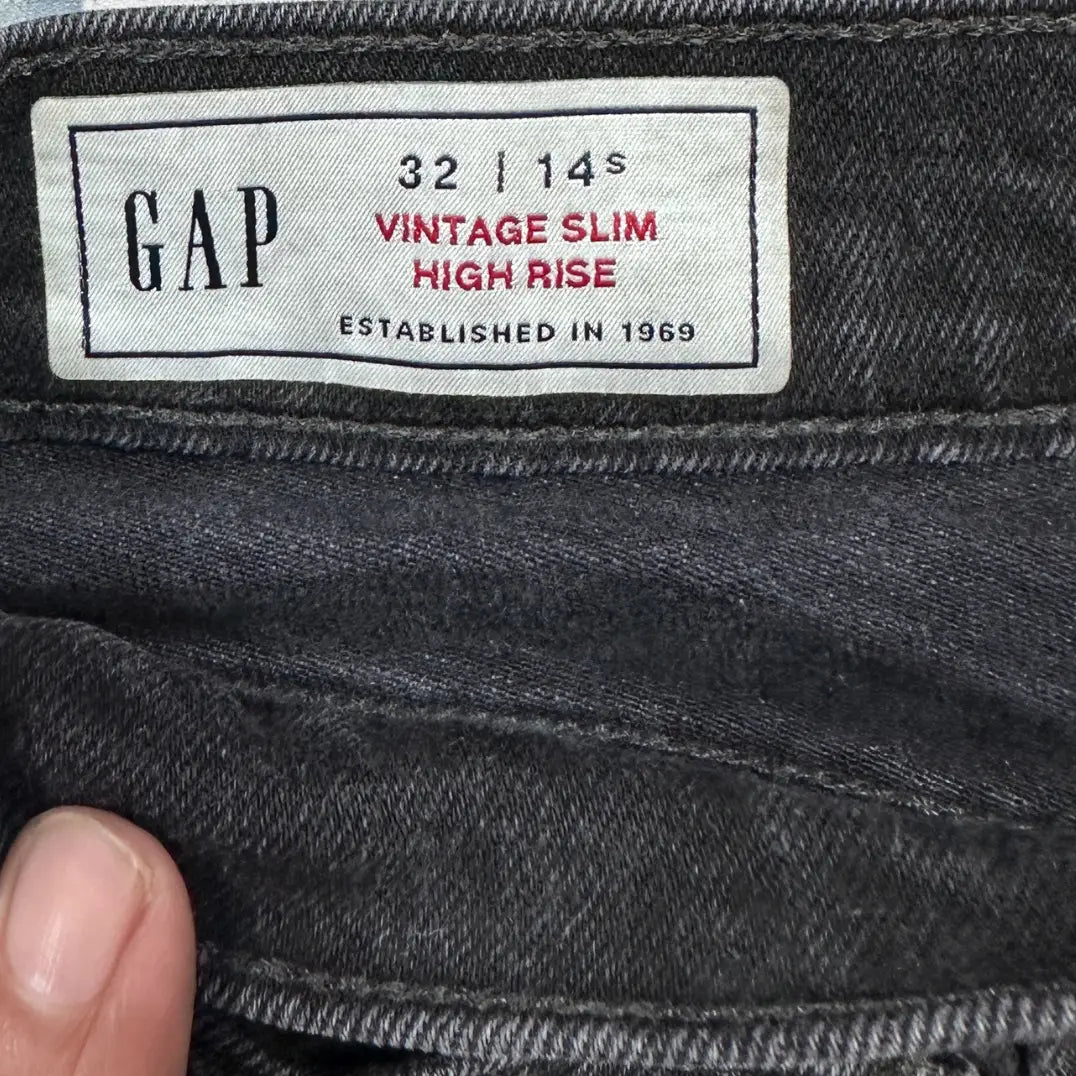 GAP
32 | 14S
VINTAGE SLIM
HIGH RISE
ESTABLISHED IN 1969